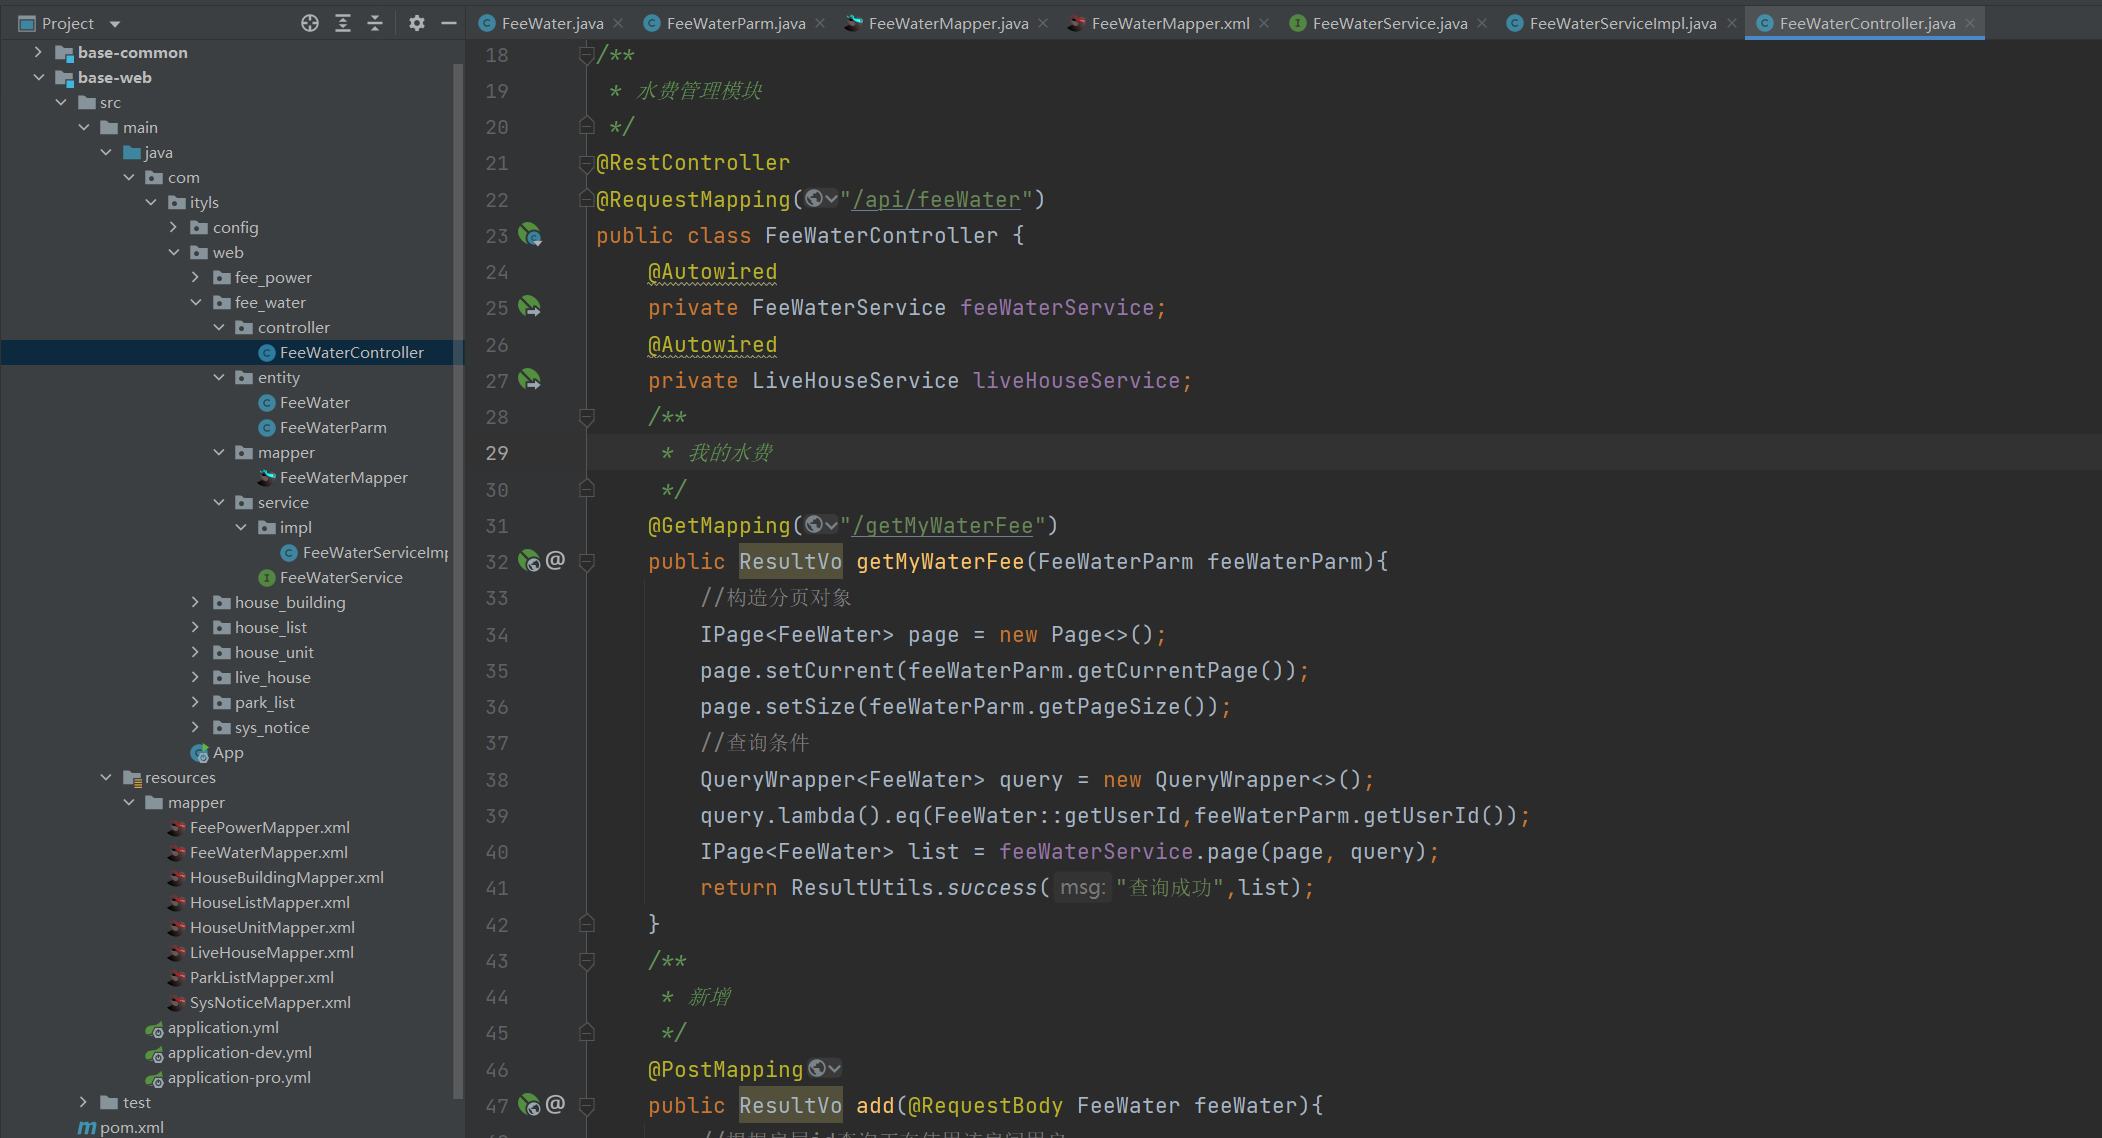 Project
FeeWater.java
FeeWaterParm.java
FeeWaterMapper.java
FeeWaterMapper.xml
FeeWaterService.java
FeeWaterServiceImpl.java
FeeWaterController.java
base-common
base-web
src
main
java
com
ityls
config
web
fee_power
fee_water
controller
FeeWaterController
entity
FeeWater
FeeWaterParm
mapper
FeeWaterMapper
service
impl
FeeWaterServiceImp
FeeWaterService
house_building
house_list
house_unit
live_house
park_list
sys_notice
App
resources
mapper
FeePowerMapper.xml
FeeWaterMapper.xml
HouseBuildingMapper.xml
HouseListMapper.xml
HouseUnitMapper.xml
LiveHouseMapper.xml
ParkListMapper.xml
SysNoticeMapper.xml
application.yml
application-dev.yml
application-pro.yml
test
pom.xml
18 /**
19 * 水费管理模块
20 */
21 @RestController
22 @RequestMapping("/api/feeWater")
23 public class FeeWaterController {
24 @Autowired
25 private FeeWaterService feeWaterService;
26 @Autowired
27 private LiveHouseService liveHouseService;
28 /**
29 * 我的水费
30 */
31 @GetMapping("/getMyWaterFee")
32 public ResultVo getMyWaterFee(FeeWaterParm feeWaterParm){
33 //构造分页对象
34 IPage<FeeWater> page = new Page<>();
35 page.setCurrent(feeWaterParm.getCurrentPage());
36 page.setSize(feeWaterParm.getPageSize());
37 //查询条件
38 QueryWrapper<FeeWater> query = new QueryWrapper<>();
39 query.lambda().eq(FeeWater::getUserId,feeWaterParm.getUserId());
40 IPage<FeeWater> list = feeWaterService.page(page, query);
41 return ResultUtils.success( msg: "查询成功",list);
42 }
43 /**
44 * 新增
45 */
46 @PostMapping
47 public ResultVo add(@RequestBody FeeWater feeWater){